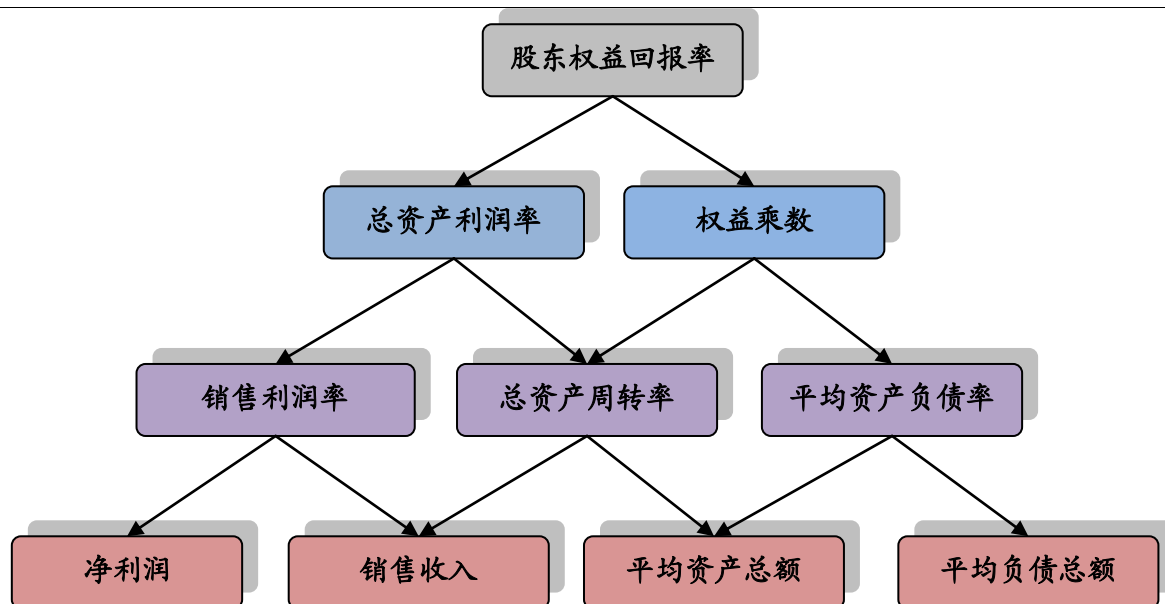 股东权益回报率
总资产利润率
权益乘数
销售利润率
总资产周转率
平均资产负债率
净利润
销售收入
平均资产总额
平均负债总额